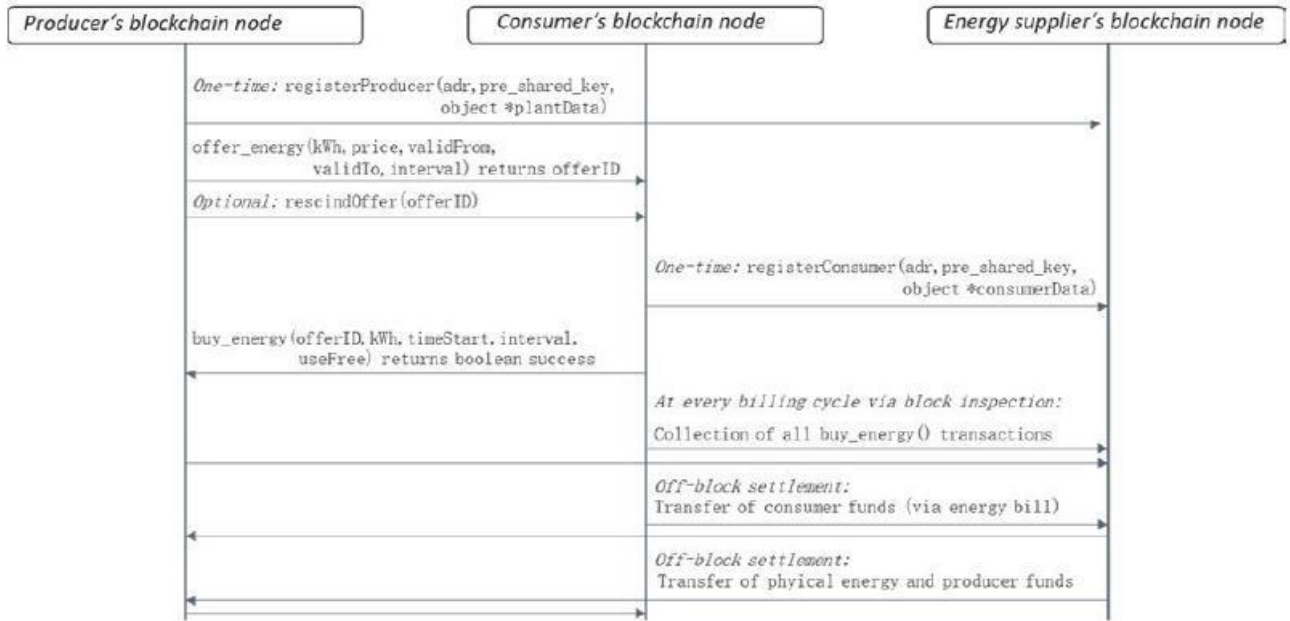 Producer's blockchain node
Consumer's blockchain node
Energy supplier's blockchain node
One-time: registerProducer(adr, pre_shared_key,
object *plantData)
offer_energy(kWh, price, validFrom,
validTo, interval) returns offerID
Optional: rescindOffer(offerID)
One-time: registerConsumer(adr, pre_shared_key,
object *consumerData)
buy_energy(offerID, kWh, timeStart, interval,
useFree) returns boolean success
At every billing cycle via block inspection:
Collection of all buy_energy() transactions
Off-block settlement:
Transfer of consumer funds (via energy bill)
Off-block settlement:
Transfer of phyical energy and producer funds